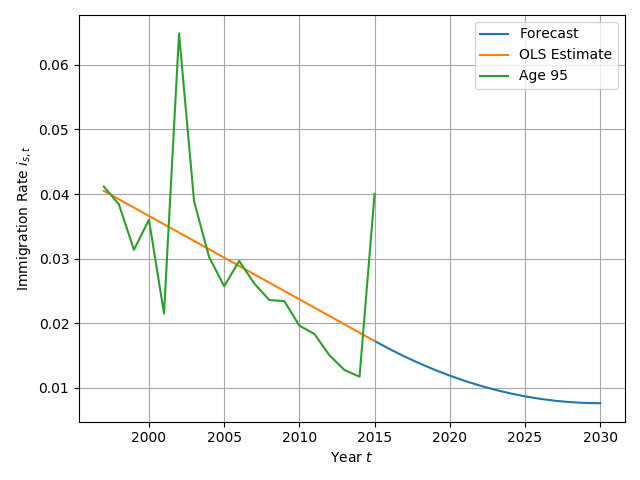 Forecast
OLS Estimate
Age 95
Immigration Rate i_{s,t}
0.06
0.05
0.04
0.03
0.02
0.01
2000 2005 2010 2015 2020 2025 2030
Year t